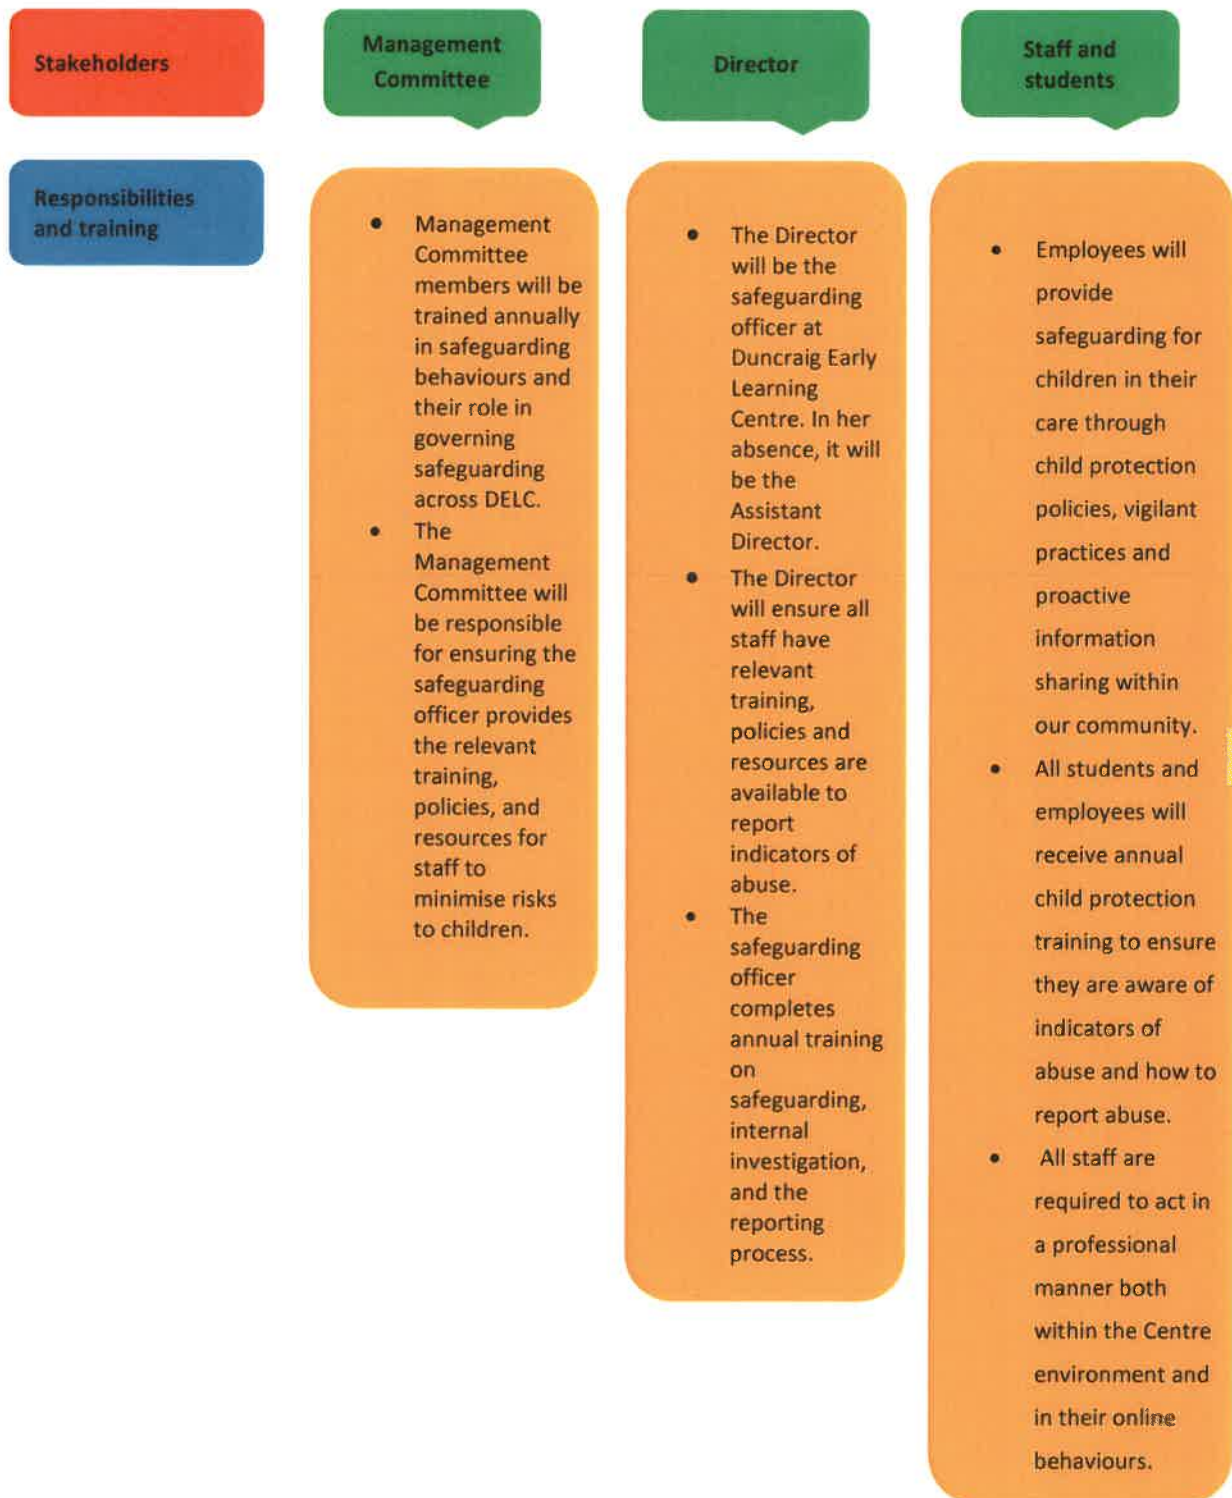 Stakeholders
Management
Committee
Director
Staff and
students
Responsibilities
and training
• Management
Committee
members will be
trained annually
in safeguarding
behaviours and
their role in
governing
safeguarding
across DELC.
• The
Management
Committee will
be responsible
for ensuring the
safeguarding
officer provides
the relevant
training,
policies, and
resources for
staff to
minimise risks
to children.
• The Director
will be the
safeguarding
officer at
Duncraig Early
Learning
Centre. In her
absence, it will
be the
Assistant
Director.
• The Director
will ensure all
staff have
relevant
training,
policies and
resources are
available to
report
indicators of
abuse.
• The
safeguarding
officer
completes
annual training
on
safeguarding,
internal
investigation,
and the
reporting
process.
• Employees will
provide
safeguarding for
children in their
care through
child protection
policies, vigilant
practices and
proactive
information
sharing within
our community.
• All students and
employees will
receive annual
child protection
training to ensure
they are aware of
indicators of
abuse and how to
report abuse.
• All staff are
required to act in
a professional
manner both
within the Centre
environment and
in their online
behaviours.